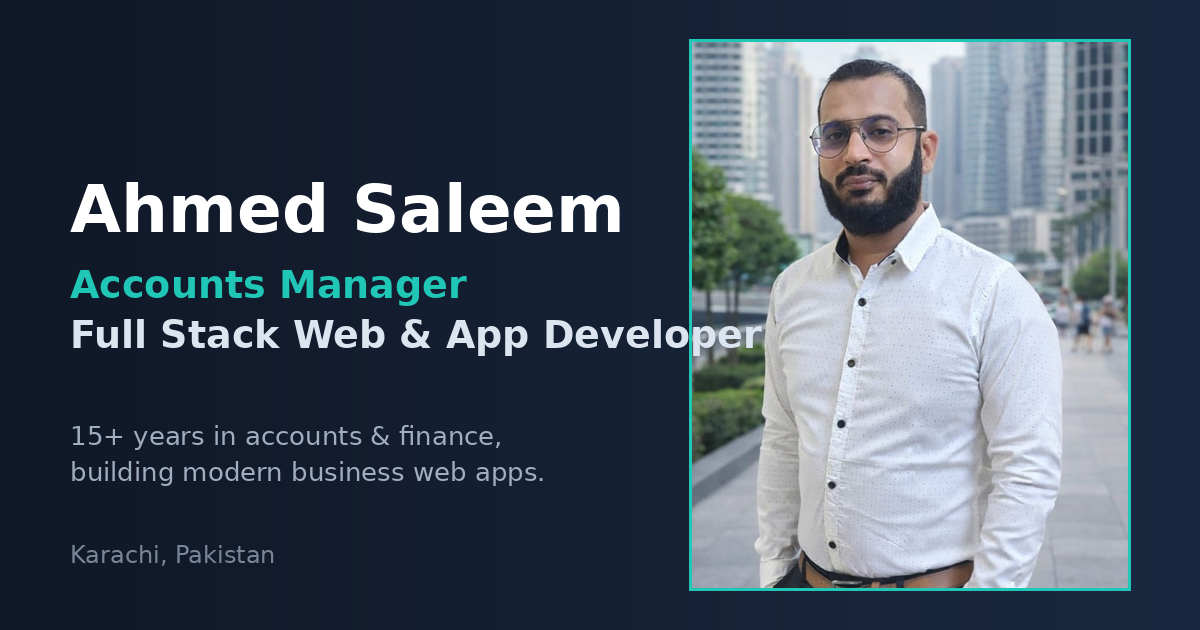 Ahmed Saleem
Accounts Manager
Full Stack Web & App Developer
15+ years in accounts & finance,
building modern business web apps.
Karachi, Pakistan